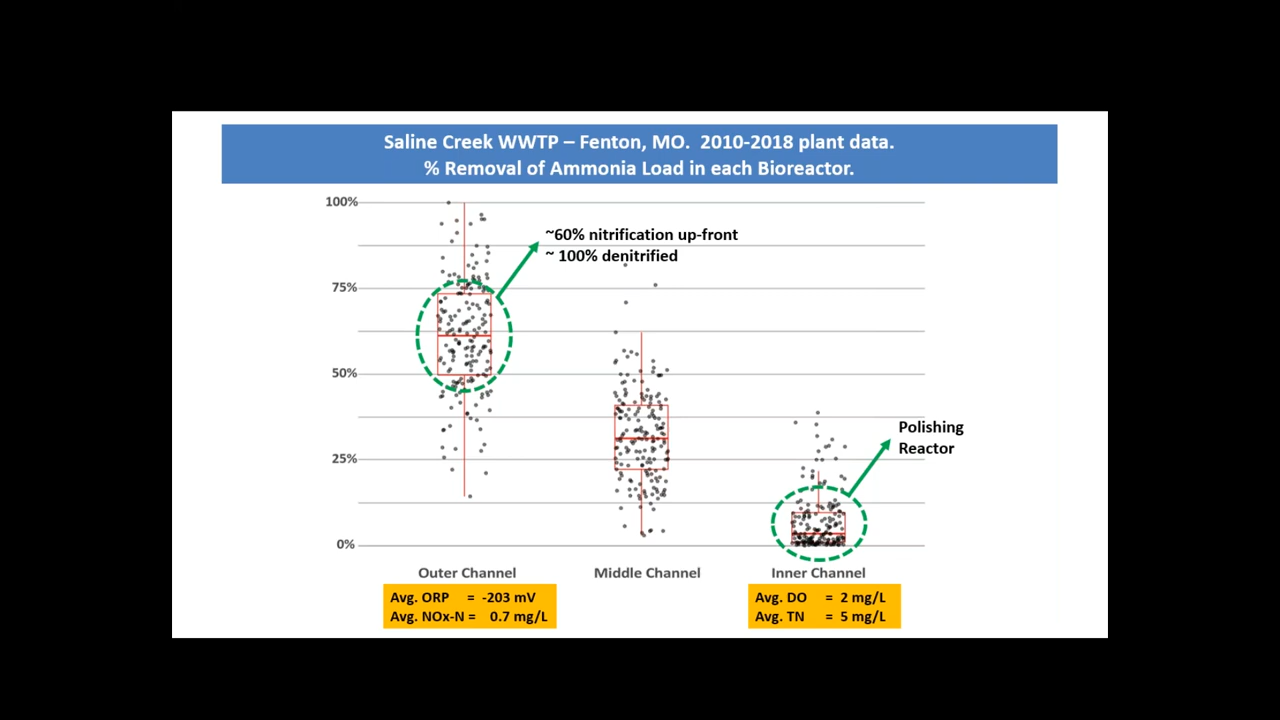 Saline Creek WWTP – Fenton, MO.  2010-2018 plant data.
% Removal of Ammonia Load in each Bioreactor.
100%
~60% nitrification up-front
~ 100% denitrified
75%
50%
Polishing
Reactor
25%
0%
Outer Channel
Middle Channel
Inner Channel
Avg. ORP = -203 mV
Avg. NOx-N = 0.7 mg/L
Avg. DO = 2 mg/L
Avg. TN = 5 mg/L